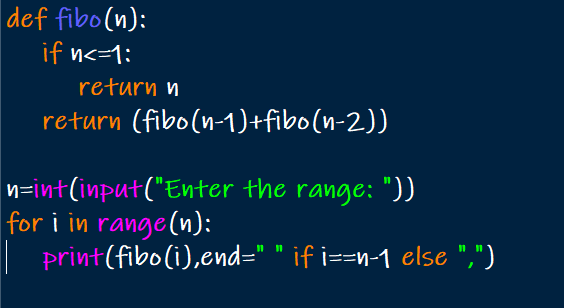 def fibo(n):
if n<=1:
return n
return (fibo(n-1)+fibo(n-2))
n=int(input("Enter the range: "))
for i in range(n):
print(fibo(i),end=" " if i==n-1 else ",")